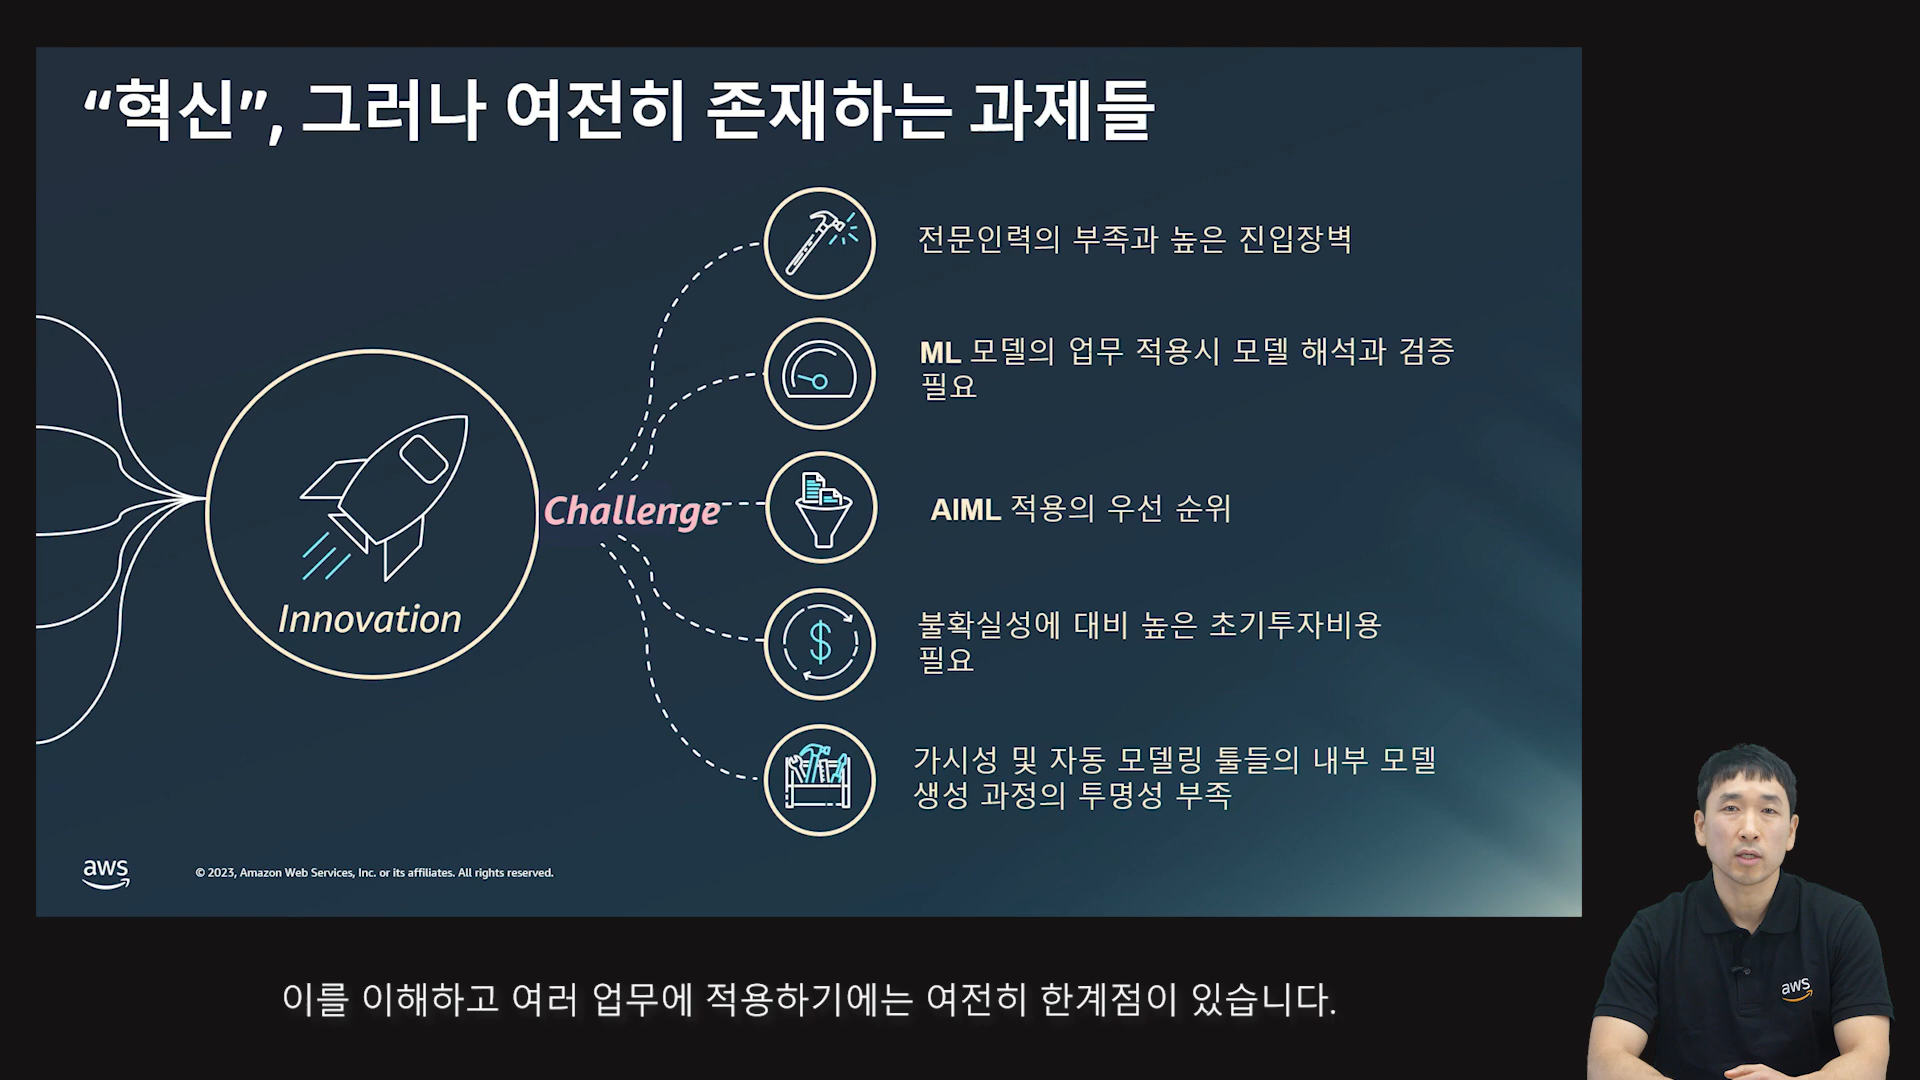 “혁신”, 그러나 여전히 존재하는 과제들
전문인력의 부족과 높은 진입장벽
ML 모델의 업무 적용시 모델 해석과 검증
필요
Challenge
AIML 적용의 우선 순위
Innovation
불확실성에 대비 높은 초기투자비용
필요
가시성 및 자동 모델링 툴들의 내부 모델
생성 과정의 투명성 부족
aws
© 2023, Amazon Web Services, Inc. or its affiliates. All rights reserved.
aws
이를 이해하고 여러 업무에 적용하기에는 여전히 한계점이 있습니다.